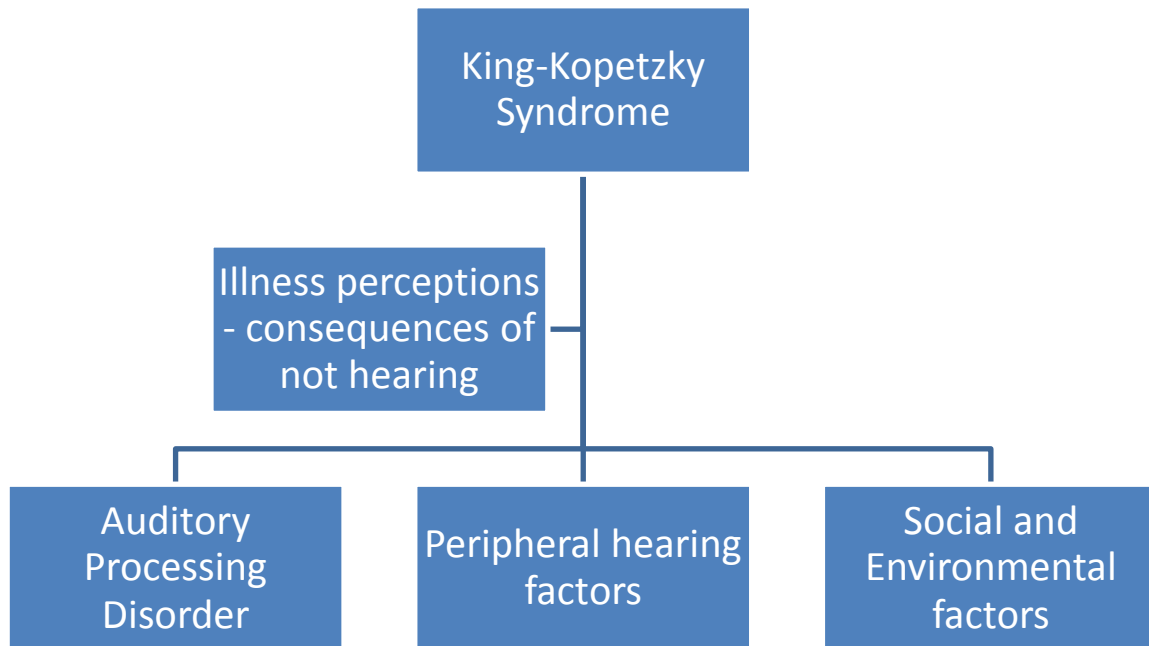 King-Kopetzky
Syndrome
Illness perceptions
- consequences of
not hearing
Auditory
Processing
Disorder
Peripheral hearing
factors
Social and
Environmental
factors